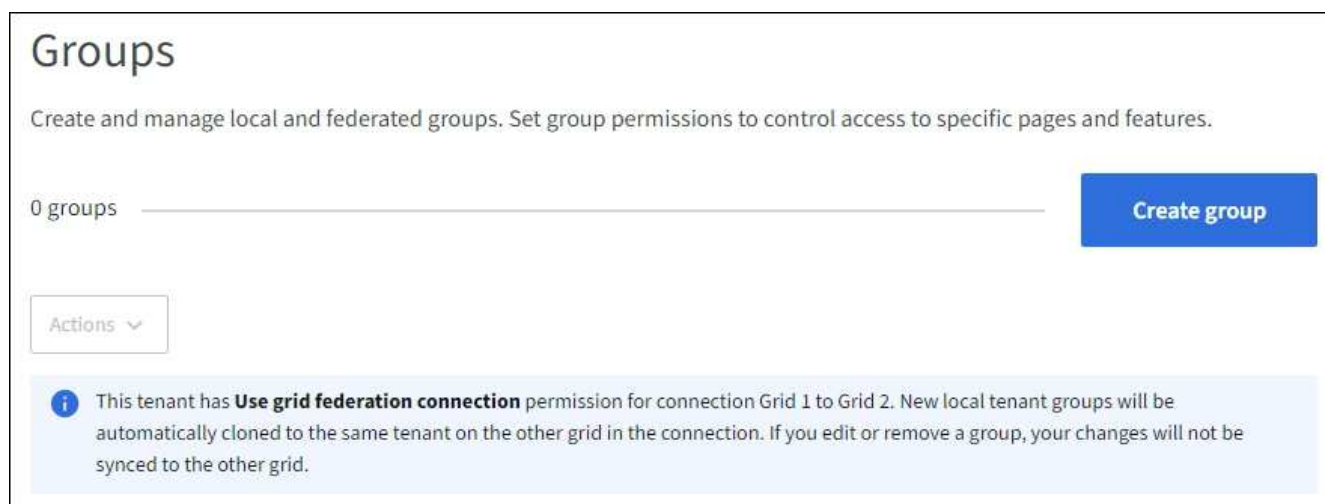 Groups
Create and manage local and federated groups. Set group permissions to control access to specific pages and features.
0 groups
Create group
Actions
This tenant has Use grid federation connection permission for connection Grid 1 to Grid 2. New local tenant groups will be
automatically cloned to the same tenant on the other grid in the connection. If you edit or remove a group, your changes will not be
synced to the other grid.